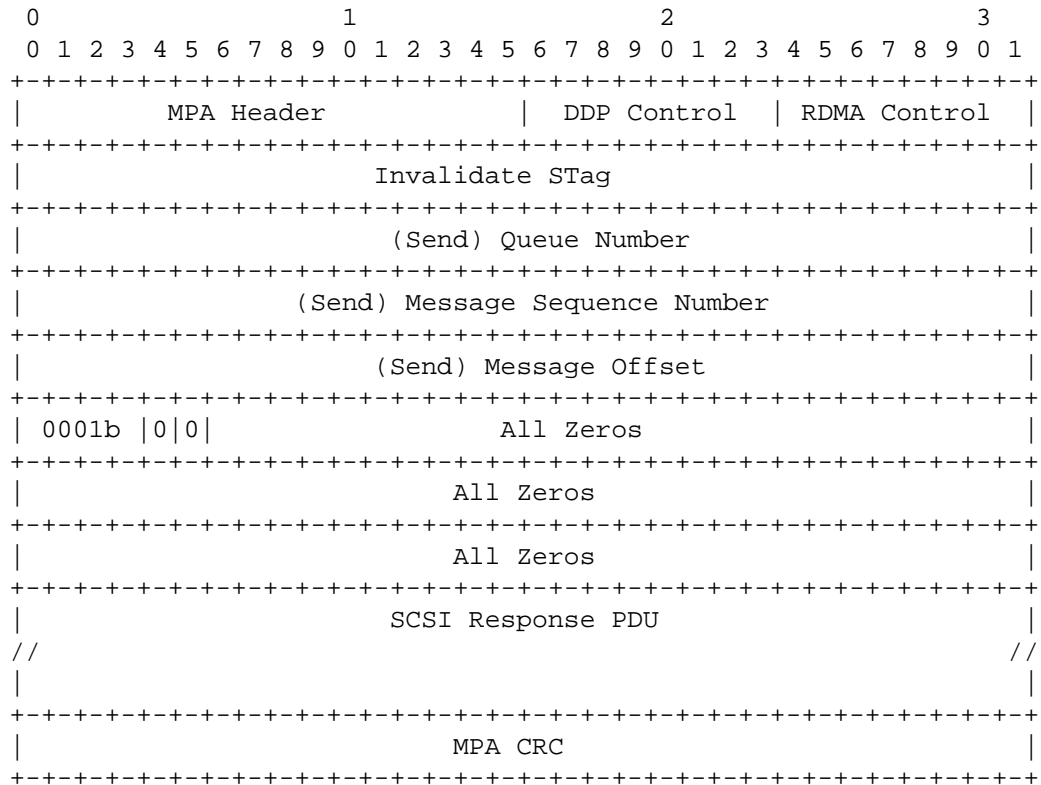 0                   1                   2                   3
 0 1 2 3 4 5 6 7 8 9 0 1 2 3 4 5 6 7 8 9 0 1 2 3 4 5 6 7 8 9 0 1
+-+-+-+-+-+-+-+-+-+-+-+-+-+-+-+-+-+-+-+-+-+-+-+-+-+-+-+-+-+-+-+-+
|         MPA Header            |  DDP Control  | RDMA Control  |
+-+-+-+-+-+-+-+-+-+-+-+-+-+-+-+-+-+-+-+-+-+-+-+-+-+-+-+-+-+-+-+-+
|                      Invalidate STag                          |
+-+-+-+-+-+-+-+-+-+-+-+-+-+-+-+-+-+-+-+-+-+-+-+-+-+-+-+-+-+-+-+-+
|                       (Send) Queue Number                     |
+-+-+-+-+-+-+-+-+-+-+-+-+-+-+-+-+-+-+-+-+-+-+-+-+-+-+-+-+-+-+-+-+
|                 (Send) Message Sequence Number                |
+-+-+-+-+-+-+-+-+-+-+-+-+-+-+-+-+-+-+-+-+-+-+-+-+-+-+-+-+-+-+-+-+
|                      (Send) Message Offset                    |
+-+-+-+-+-+-+-+-+-+-+-+-+-+-+-+-+-+-+-+-+-+-+-+-+-+-+-+-+-+-+-+-+
| 0001b |0|0|                  All Zeros                        |
+-+-+-+-+-+-+-+-+-+-+-+-+-+-+-+-+-+-+-+-+-+-+-+-+-+-+-+-+-+-+-+-+
|                           All Zeros                           |
+-+-+-+-+-+-+-+-+-+-+-+-+-+-+-+-+-+-+-+-+-+-+-+-+-+-+-+-+-+-+-+-+
|                           All Zeros                           |
+-+-+-+-+-+-+-+-+-+-+-+-+-+-+-+-+-+-+-+-+-+-+-+-+-+-+-+-+-+-+-+-+
|                       SCSI Response PDU                       |
//                                                             //
|                                                               |
+-+-+-+-+-+-+-+-+-+-+-+-+-+-+-+-+-+-+-+-+-+-+-+-+-+-+-+-+-+-+-+-+
|                           MPA CRC                             |
+-+-+-+-+-+-+-+-+-+-+-+-+-+-+-+-+-+-+-+-+-+-+-+-+-+-+-+-+-+-+-+-+